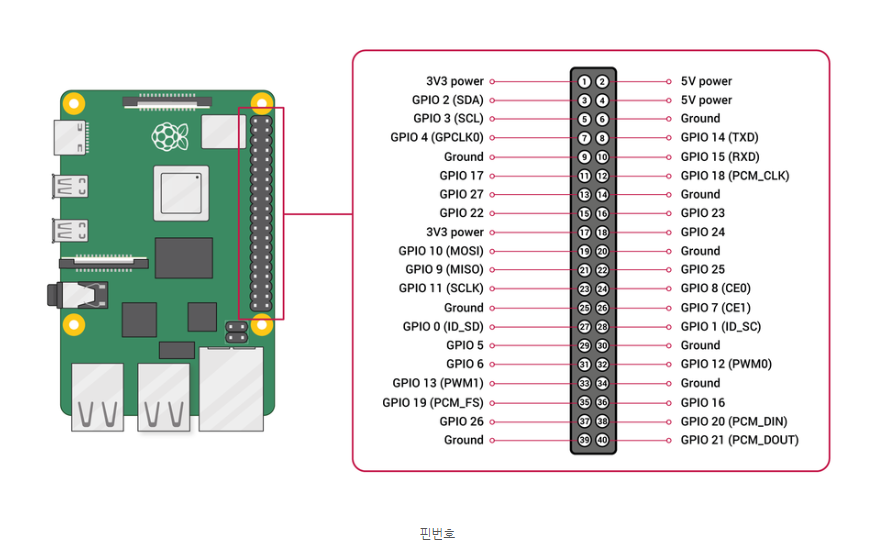 3V3 power 1 2 5V power
GPIO 2 (SDA) 3 4 5V power
GPIO 3 (SCL) 5 6 Ground
GPIO 4 (GPCLK0) 7 8 GPIO 14 (TXD)
Ground 9 10 GPIO 15 (RXD)
GPIO 17 11 12 GPIO 18 (PCM_CLK)
GPIO 27 13 14 Ground
GPIO 22 15 16 GPIO 23
3V3 power 17 18 GPIO 24
GPIO 10 (MOSI) 19 20 Ground
GPIO 9 (MISO) 21 22 GPIO 25
GPIO 11 (SCLK) 23 24 GPIO 8 (CE0)
Ground 25 26 GPIO 7 (CE1)
GPIO 0 (ID_SD) 27 28 GPIO 1 (ID_SC)
GPIO 5 29 30 Ground
GPIO 6 31 32 GPIO 12 (PWM0)
GPIO 13 (PWM1) 33 34 Ground
GPIO 19 (PCM_FS) 35 36 GPIO 16
GPIO 26 37 38 GPIO 20 (PCM_DIN)
Ground 39 40 GPIO 21 (PCM_DOUT)
핀번호